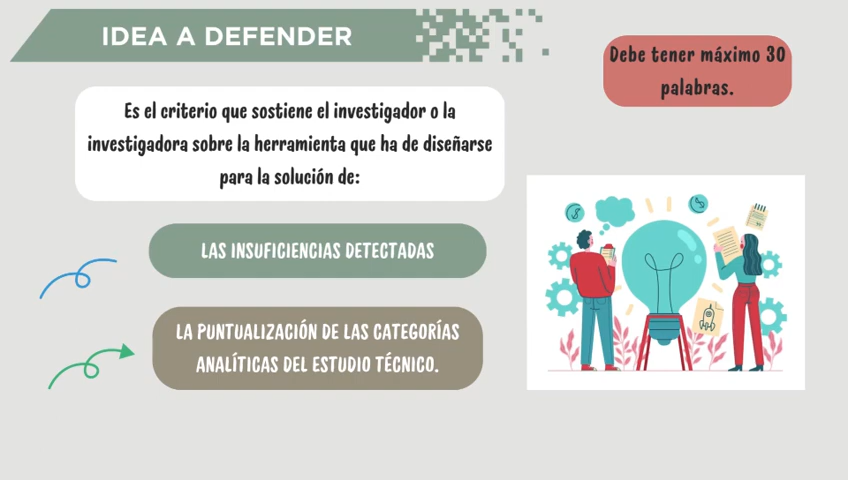 IDEA A DEFENDER
Debe tener máximo 30
palabras.
Es el criterio que sostiene el investigador o la
investigadora sobre la herramienta que ha de diseñarse
para la solución de:
LAS INSUFICIENCIAS DETECTADAS
LA PUNTUALIZACIÓN DE LAS CATEGORÍAS
ANALÍTICAS DEL ESTUDIO TÉCNICO.